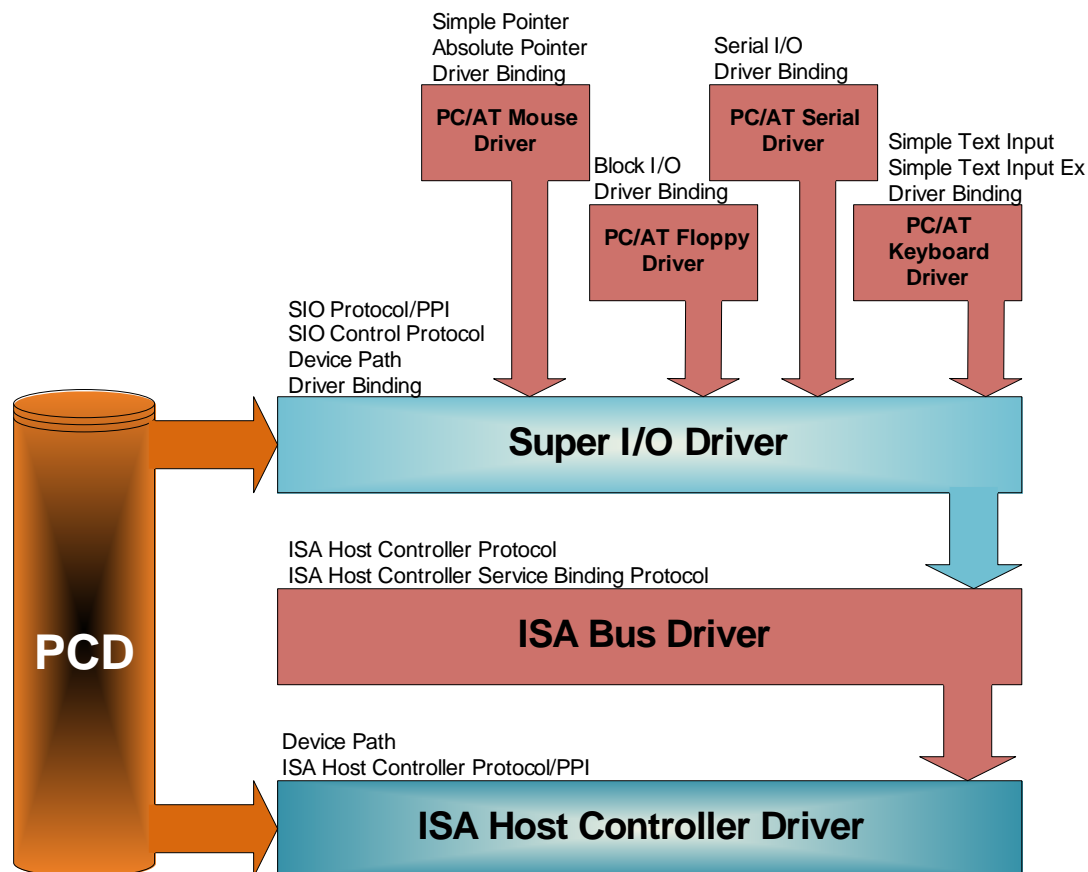 Simple Pointer
Absolute Pointer
Driver Binding
PC/AT Mouse
Driver
Serial I/O
Driver Binding
PC/AT Serial
Driver
Block I/O
Driver Binding
PC/AT Floppy
Driver
Simple Text Input
Simple Text Input Ex
Driver Binding
PC/AT
Keyboard
Driver
SIO Protocol/PPI
SIO Control Protocol
Device Path
Driver Binding
Super I/O Driver
ISA Host Controller Protocol
ISA Host Controller Service Binding Protocol
ISA Bus Driver
PCD
Device Path
ISA Host Controller Protocol/PPI
ISA Host Controller Driver